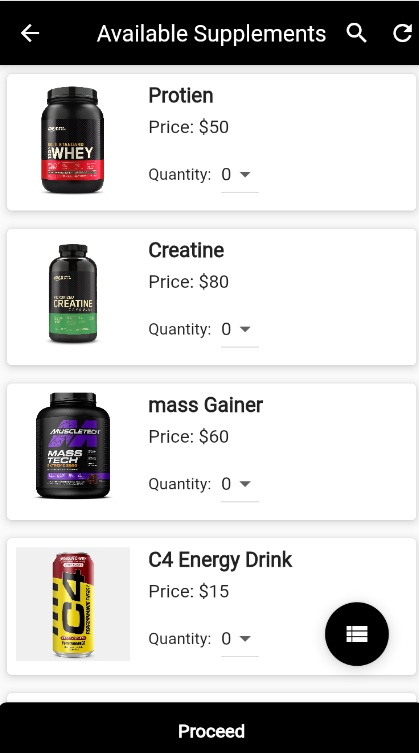 Available Supplements
Protien
Price: $50
Quantity: 0
WHEY
Creatine
Price: $80
Quantity: 0
CREATINE
mass Gainer
Price: $60
Quantity: 0
MUSCLETECH
MASS
TECH
C4 Energy Drink
Price: $15
Quantity: 0
C4
Proceed